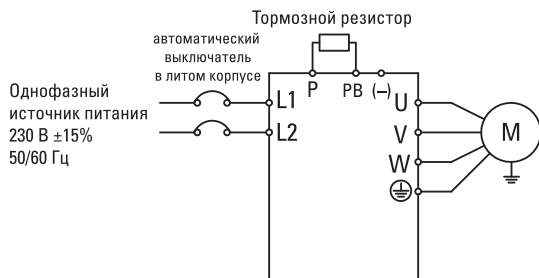 Тормозной резистор
автоматический
выключатель
в литом корпусе
P PB (–)
Однофазный
источник питания
230 В ±15%
50/60 Гц
L1
L2
U
V
W
M